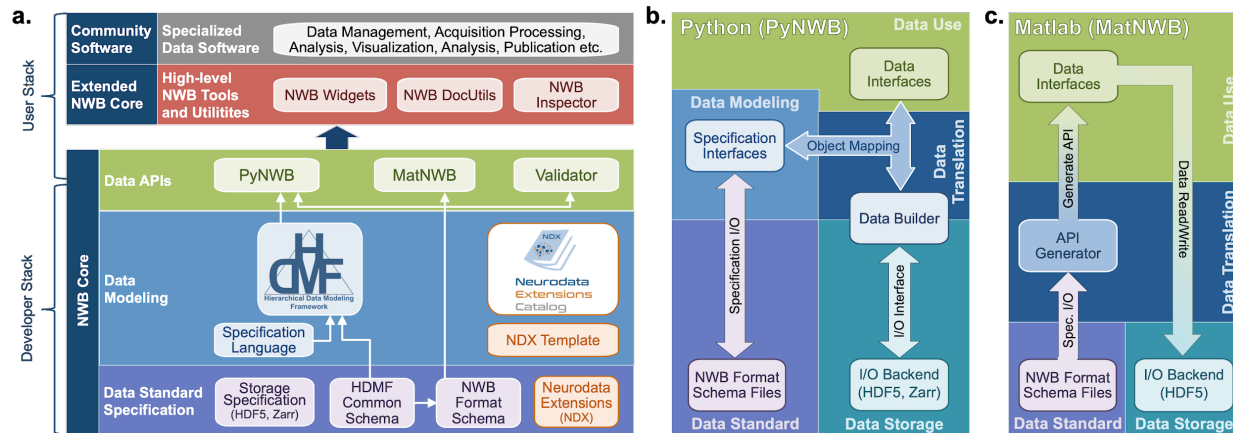 a.
User Stack
Developer Stack
Community
Software
Specialized
Data Software
Data Management, Acquisition Processing,
Analysis, Visualization, Analysis, Publication etc.
Extended
NWB Core
High-level
NWB Tools
and Utilitites
NWB Widgets
NWB DocUtils
NWB
Inspector
NWB Core
Data APIs
PyNWB
MatNWB
Validator
Data
Modeling
HDMF
Hierarchical Data Modeling
Framework
NDX
Neurodata
Extensions
Catalog
Specification
Language
NDX Template
Data Standard
Specification
Storage
Specification
(HDF5, Zarr)
HDMF
Common
Schema
NWB
Format
Schema
Neurodata
Extensions
(NDX)
b.
Python (PyNWB)
Data Use
Data
Interfaces
Data Modeling
Specification
Interfaces
Object Mapping
Data
Translation
Data Builder
Specification I/O
I/O Interface
NWB Format
Schema Files
I/O Backend
(HDF5, Zarr)
Data Standard
Data Storage
c.
Matlab (MatNWB)
Data
Interfaces
Data Use
Generate API
Data Read/Write
API
Generator
Data Translation
Spec. I/O
NWB Format
Schema Files
I/O Backend
(HDF5)
Data Standard
Data Storage